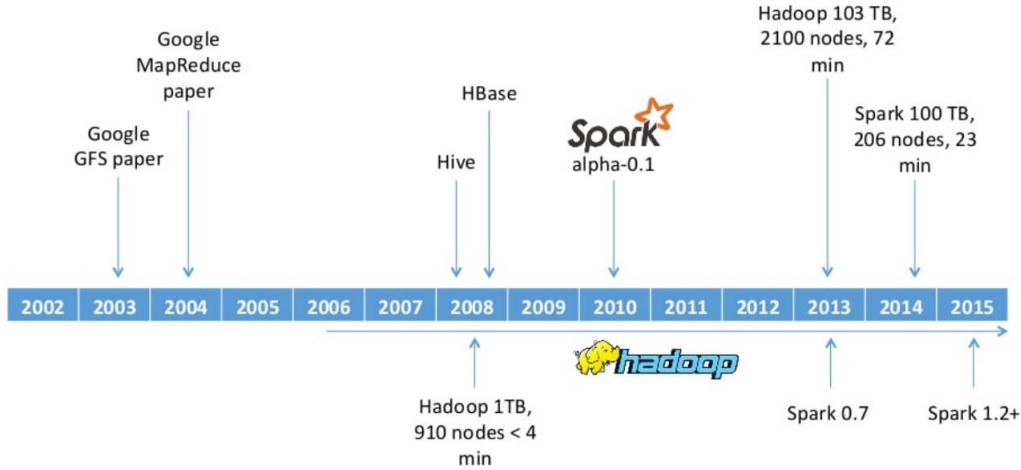 Google
GFS paper
Google
MapReduce
paper
Hive
HBase
Spark
alpha-0.1
Hadoop 103 TB,
2100 nodes, 72
min
Spark 100 TB,
206 nodes, 23
min
2002 2003 2004 2005 2006 2007 2008 2009 2010 2011 2012 2013 2014 2015
hadoop
Hadoop 1TB,
910 nodes < 4
min
Spark 0.7
Spark 1.2+